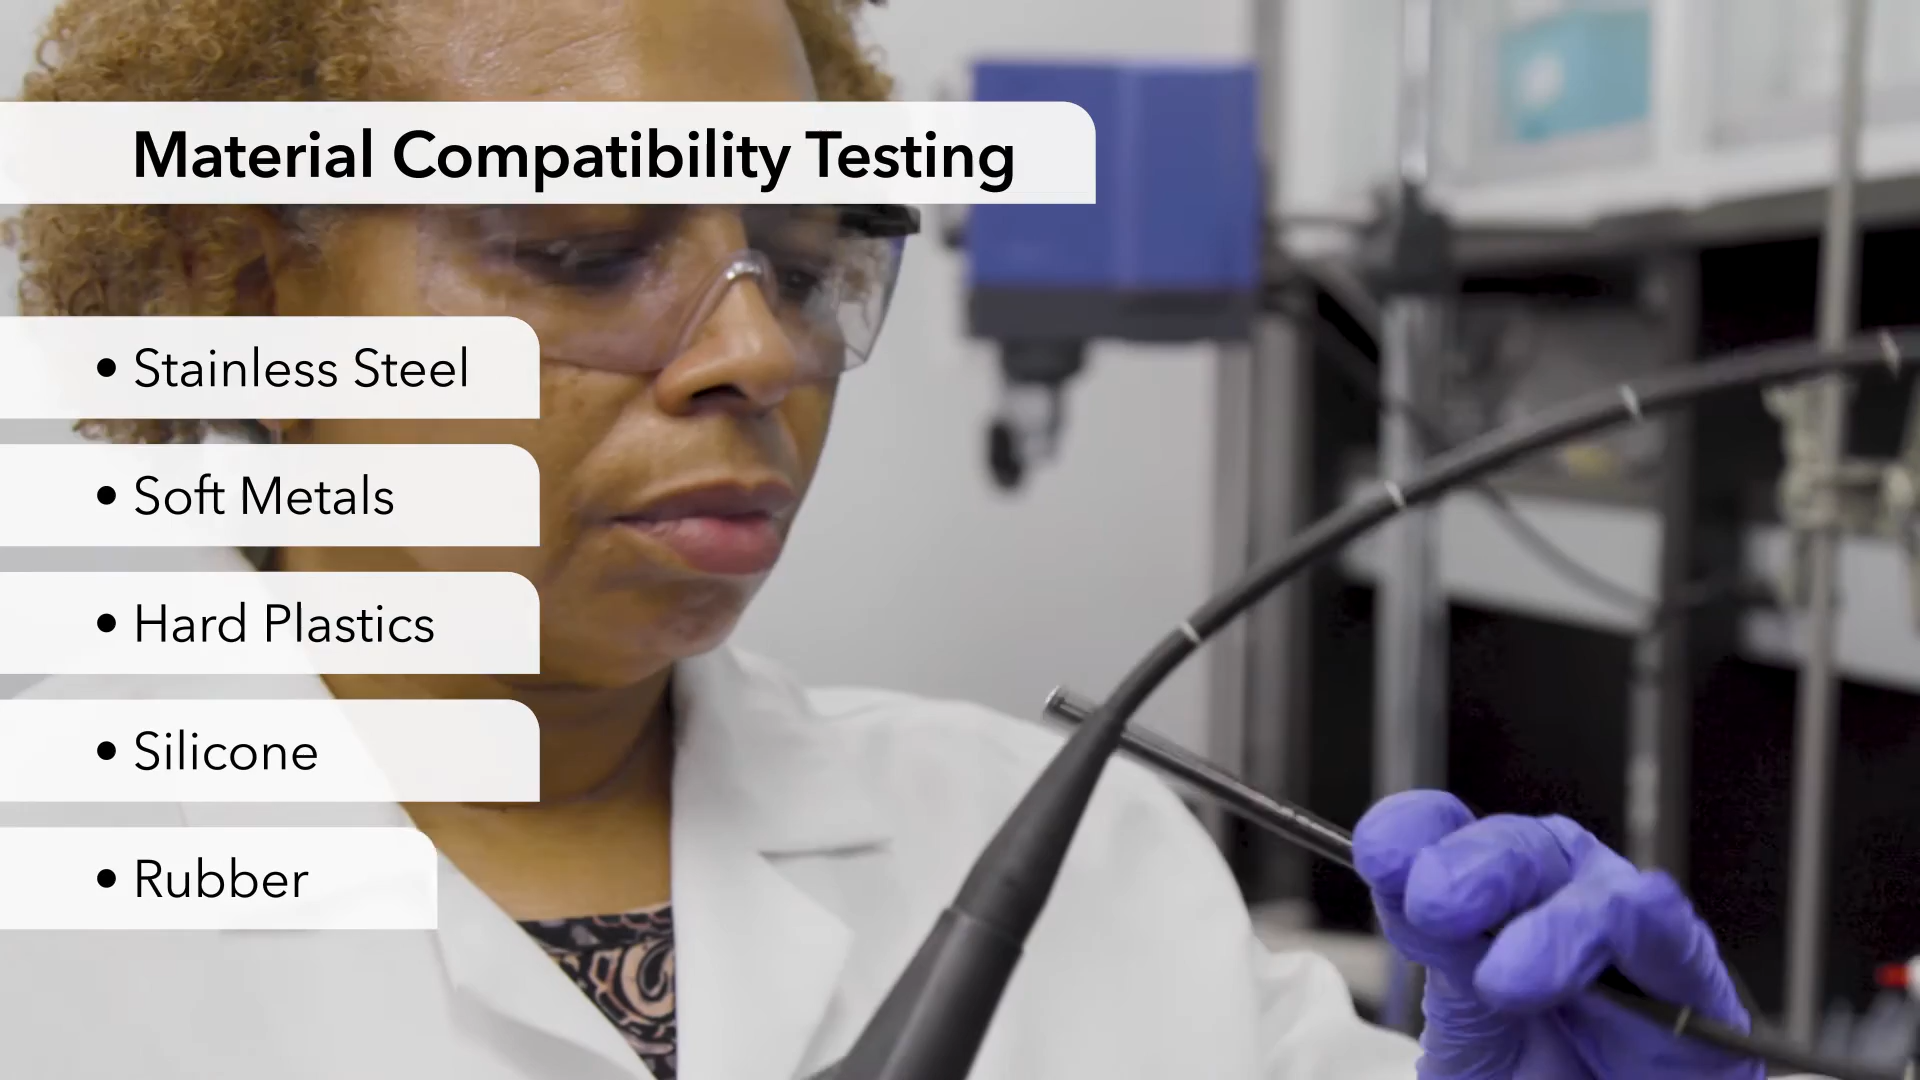 Material Compatibility Testing
• Stainless Steel
• Soft Metals
• Hard Plastics
• Silicone
• Rubber